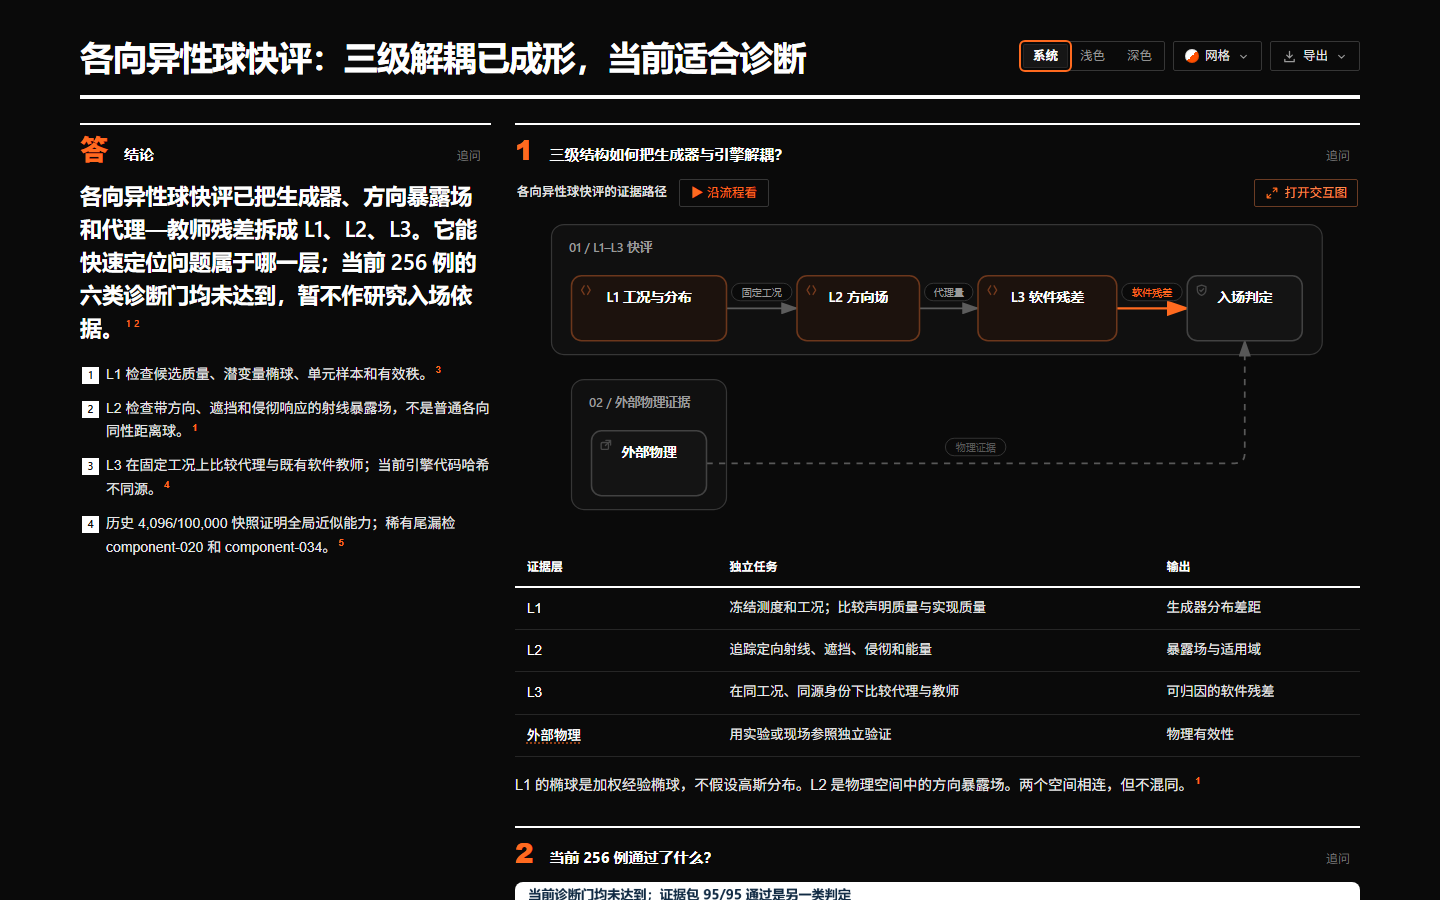 各向异性球快评：三级解耦已成形，当前适合诊断
系统 浅色 深色 网格 导出
答 结论 追问
各向异性球快评已把生成器、方向暴露场
和代理—教师残差拆成 L1、L2、L3。它能
快速定位问题属于哪一层；当前 256 例的
六类诊断门均未达到，暂不作研究入场依
据。 1 2
1 L1 检查候选质量、潜变量椭球、单元样本和有效秩。 3
2 L2 检查带方向、遮挡和侵彻响应的射线暴露场，不是普通各向
同性距离球。 1
3 L3 在固定工况上比较代理与既有软件教师；当前引擎代码哈希
不同源。 4
4 历史 4,096/100,000 快照证明全局近似能力；稀有尾漏检
component-020 和 component-034。 5
1 三级结构如何把生成器与引擎解耦？ 追问
各向异性球快评的证据路径 沿流程看 打开交互图
01 / L1–L3 快评
L1 工况与分布 固定工况 L2 方向场 代理量 L3 软件残差 软件残差 入场判定
02 / 外部物理证据
外部物理 物理证据
证据层 独立任务 输出
L1 冻结测度和工况；比较声明质量与实现质量 生成器分布差距
L2 追踪定向射线、遮挡、侵彻和能量 暴露场与适用域
L3 在同工况、同源身份下比较代理与教师 可归因的软件残差
外部物理 用实验或现场参照独立验证 物理有效性
L1 的椭球是加权经验椭球，不假设高斯分布。L2 是物理空间中的方向暴露场。两个空间相连，但不混同。 1
2 当前 256 例通过了什么？ 追问
当前诊断门均未达到；证据包 95/95 通过是另一类判定